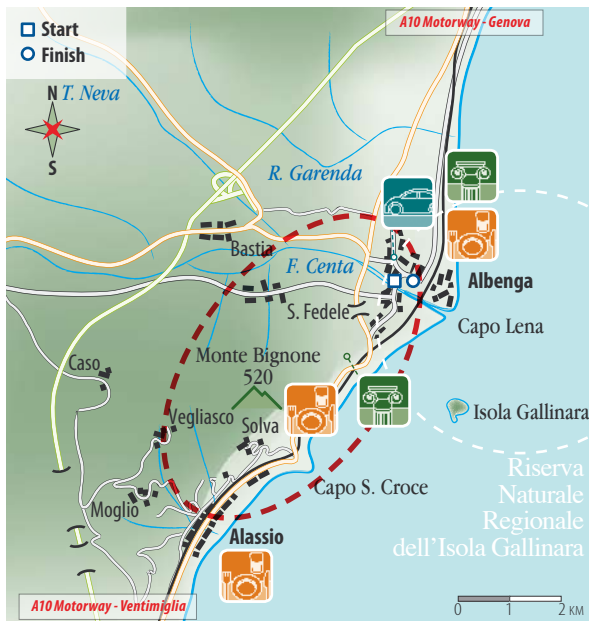 A10 Motorway - Genova
Start
Finish
N
T. Neva
S
R. Garenda
Bastia
F. Centa
Albenga
S. Fedele
Capo Lena
Monte Bignone
520
Caso
Isola Gallinara
Vegliasco
Solva
Riserva
Naturale
Regionale
dell'Isola Gallinara
Capo S. Croce
Moglio
Alassio
A10 Motorway - Ventimiglia
0 1 2 KM